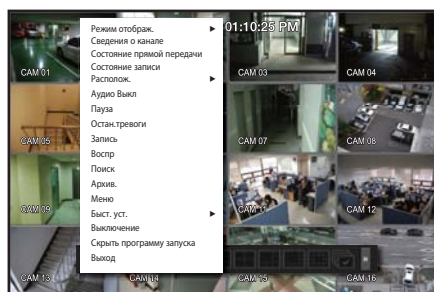 01:10:25 PM
Режим отображ.
Сведения о канале
Состояние прямой передачи
Состояние записи
Располож.
Аудио Выкл
Пауза
Остан.тревоги
Запись
Воспр
Поиск
Архив.
Меню
Быст. уст.
Выключение
Скрыть программу запуска
Выход
CAM 01
CAM 03
CAM 04
CAM 05
CAM 07
CAM 08
CAM 09
CAM 11
CAM 12
CAM 13
CAM 14
CAM 15
CAM 16